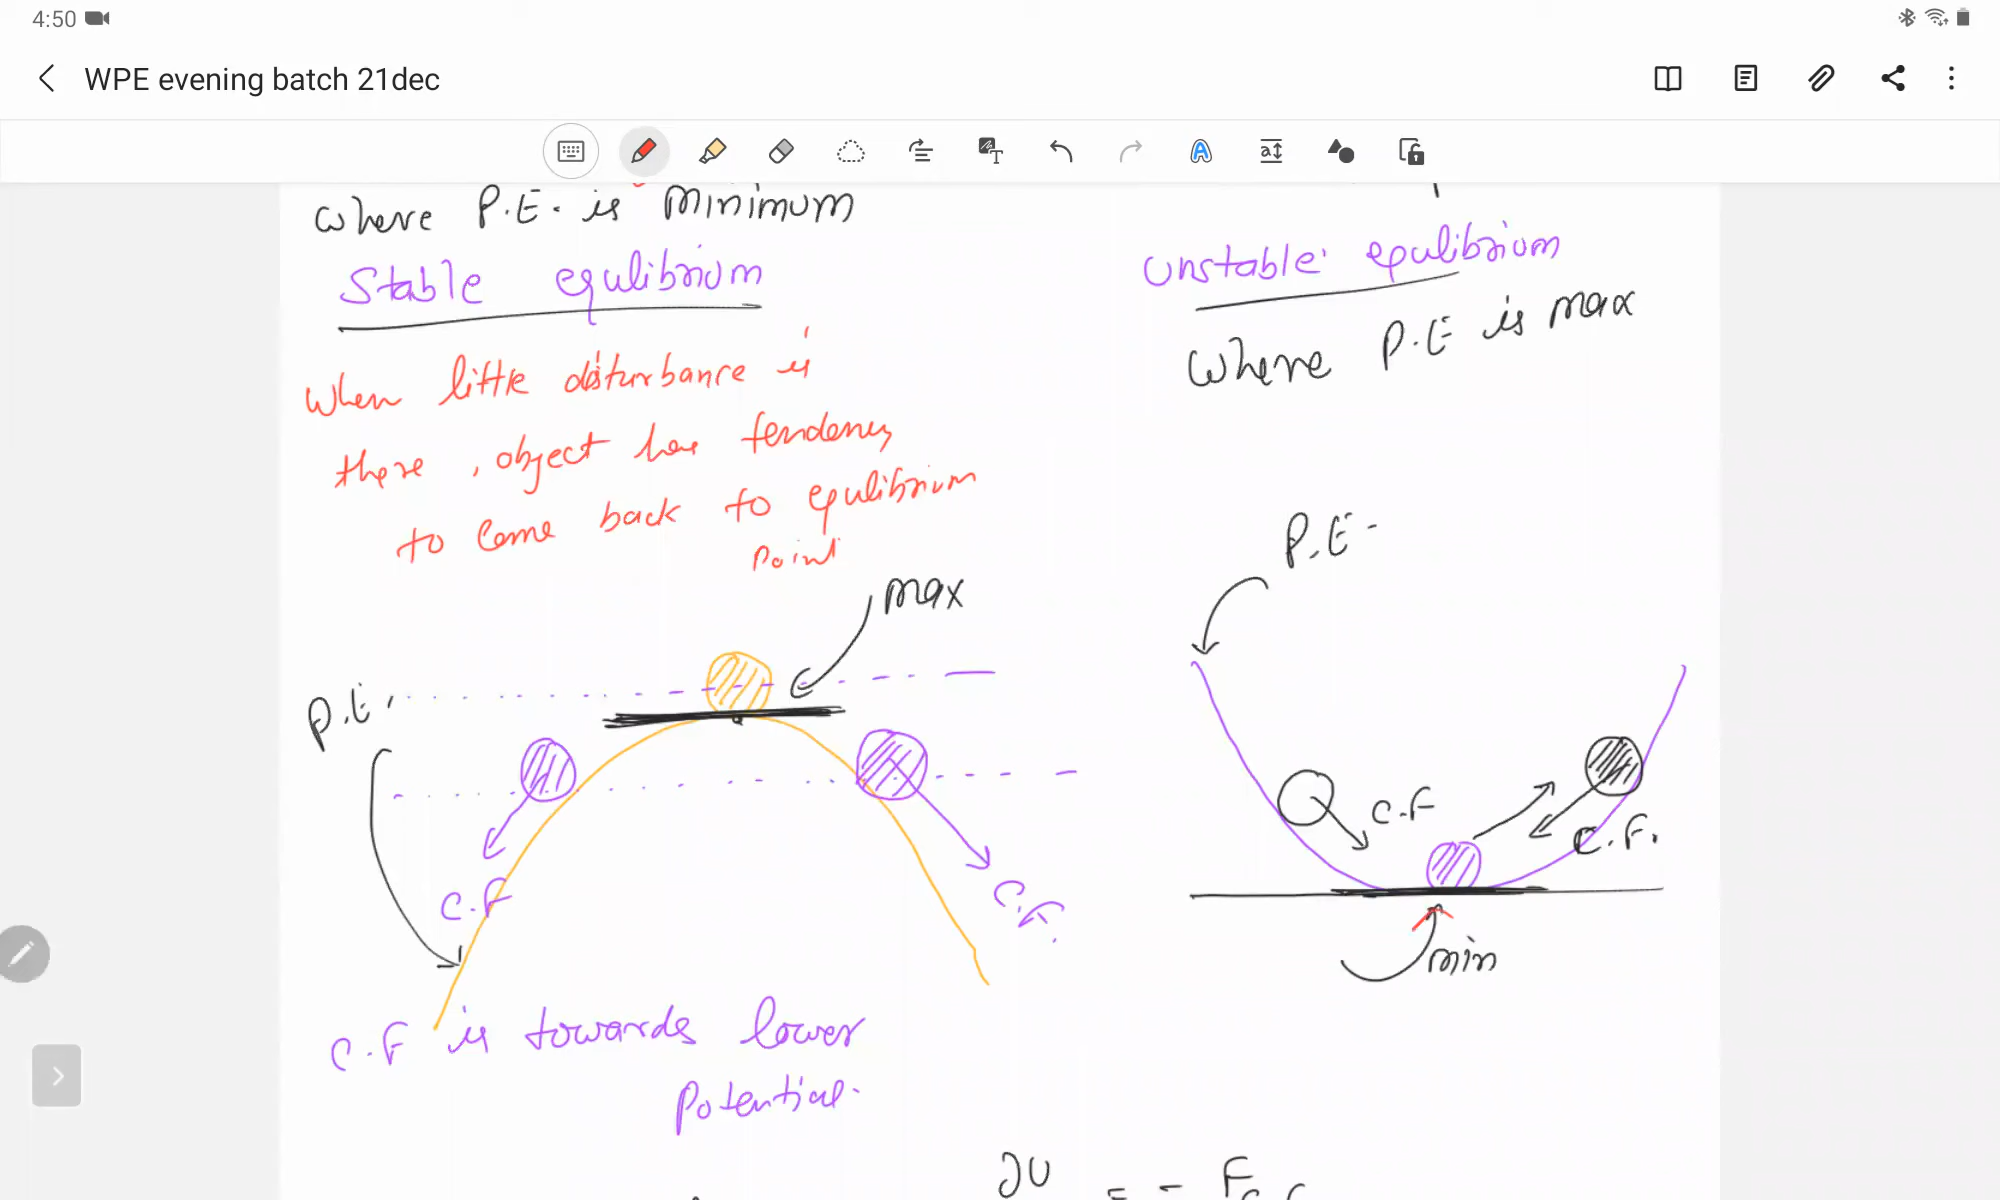 4:50
WPE evening batch 21dec
where P.E. is minimum
Stable equlibrium
When little disturbance is
there, object has tendency
to come back to equlibrium
point
max
P.E.
C.F
C.F.
C.F is towards lower
Potential.
Unstable equlibrium
where P.E is max
P.E.
C.F
C.F.
min
∂U